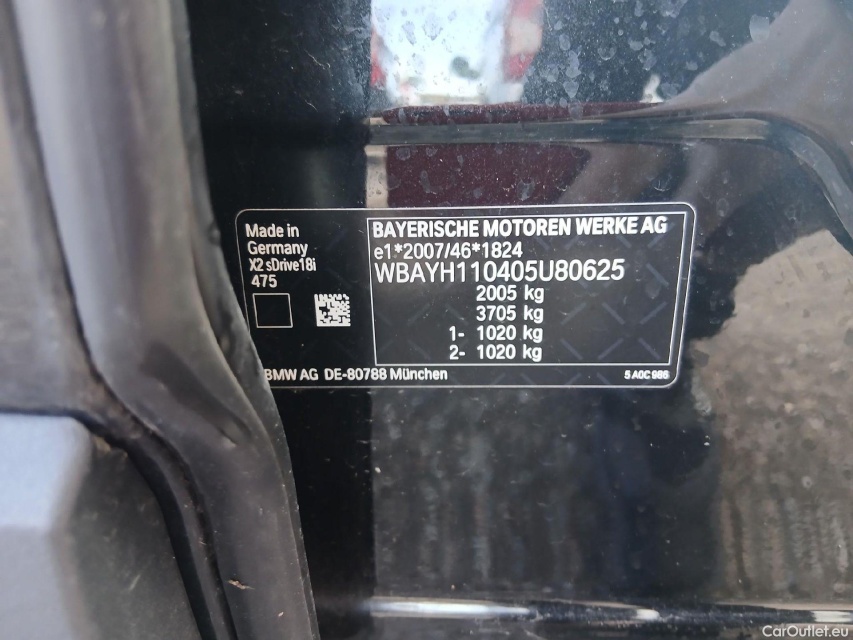 Made in
Germany
X2 sDrive18i
475
BAYERISCHE MOTOREN WERKE AG
e1*2007/46*1824
WBAYH110405U80625
2005 kg
3705 kg
1- 1020 kg
2- 1020 kg
BMW AG DE-80788 München
5 A0C 986
CarOutlet.eu